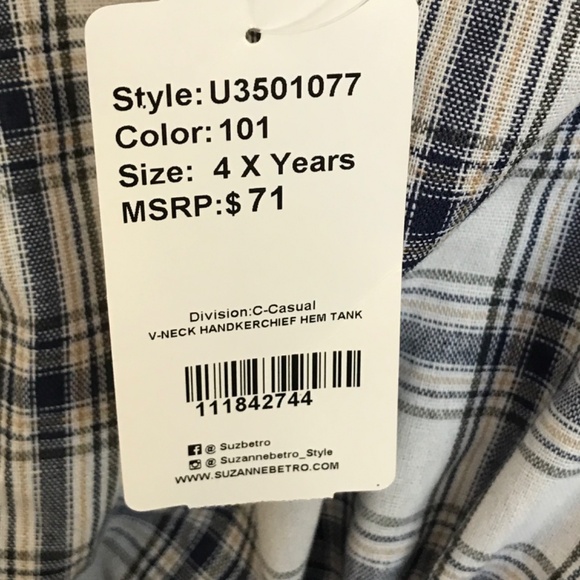 Style: U3501077
Color: 101
Size: 4 X Years
MSRP:$ 71
Division:C-Casual
V-NECK HANDKERCHIEF HEM TANK
111842744
@ Suzbetro
@ Suzannebetro_Style
WWW.SUZANNEBETRO.COM